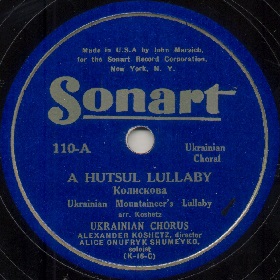 Made in U.S.A by John Marsich,
for the Sonart Record Corporation,
New York, N. Y.
Sonart
110-A
Ukrainian
Choral
A HUTSUL LULLABY
Колискова
Ukrainian Mountaineer's Lullaby
arr. Koshetz
UKRAINIAN CHORUS
ALEXANDER KOSHETZ, director
ALICE ONUFRYK SHUMEYKO,
soloist
(K-16-C)